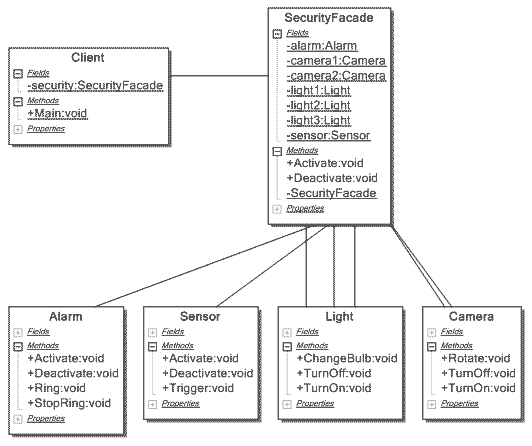 Client
Fields
-security:SecurityFacade
Methods
+Main:void
Properties
SecurityFacade
Fields
-alarm:Alarm
-camera1:Camera
-camera2:Camera
-light1:Light
-light2:Light
-light3:Light
-sensor:Sensor
Methods
+Activate:void
+Deactivate:void
-SecurityFacade
Properties
Alarm
Fields
Methods
+Activate:void
+Deactivate:void
+Ring:void
+StopRing:void
Properties
Sensor
Fields
Methods
+Activate:void
+Deactivate:void
+Trigger:void
Properties
Light
Fields
Methods
+ChangeBulb:void
+TurnOff:void
+TurnOn:void
Properties
Camera
Fields
Methods
+Rotate:void
+TurnOff:void
+TurnOn:void
Properties